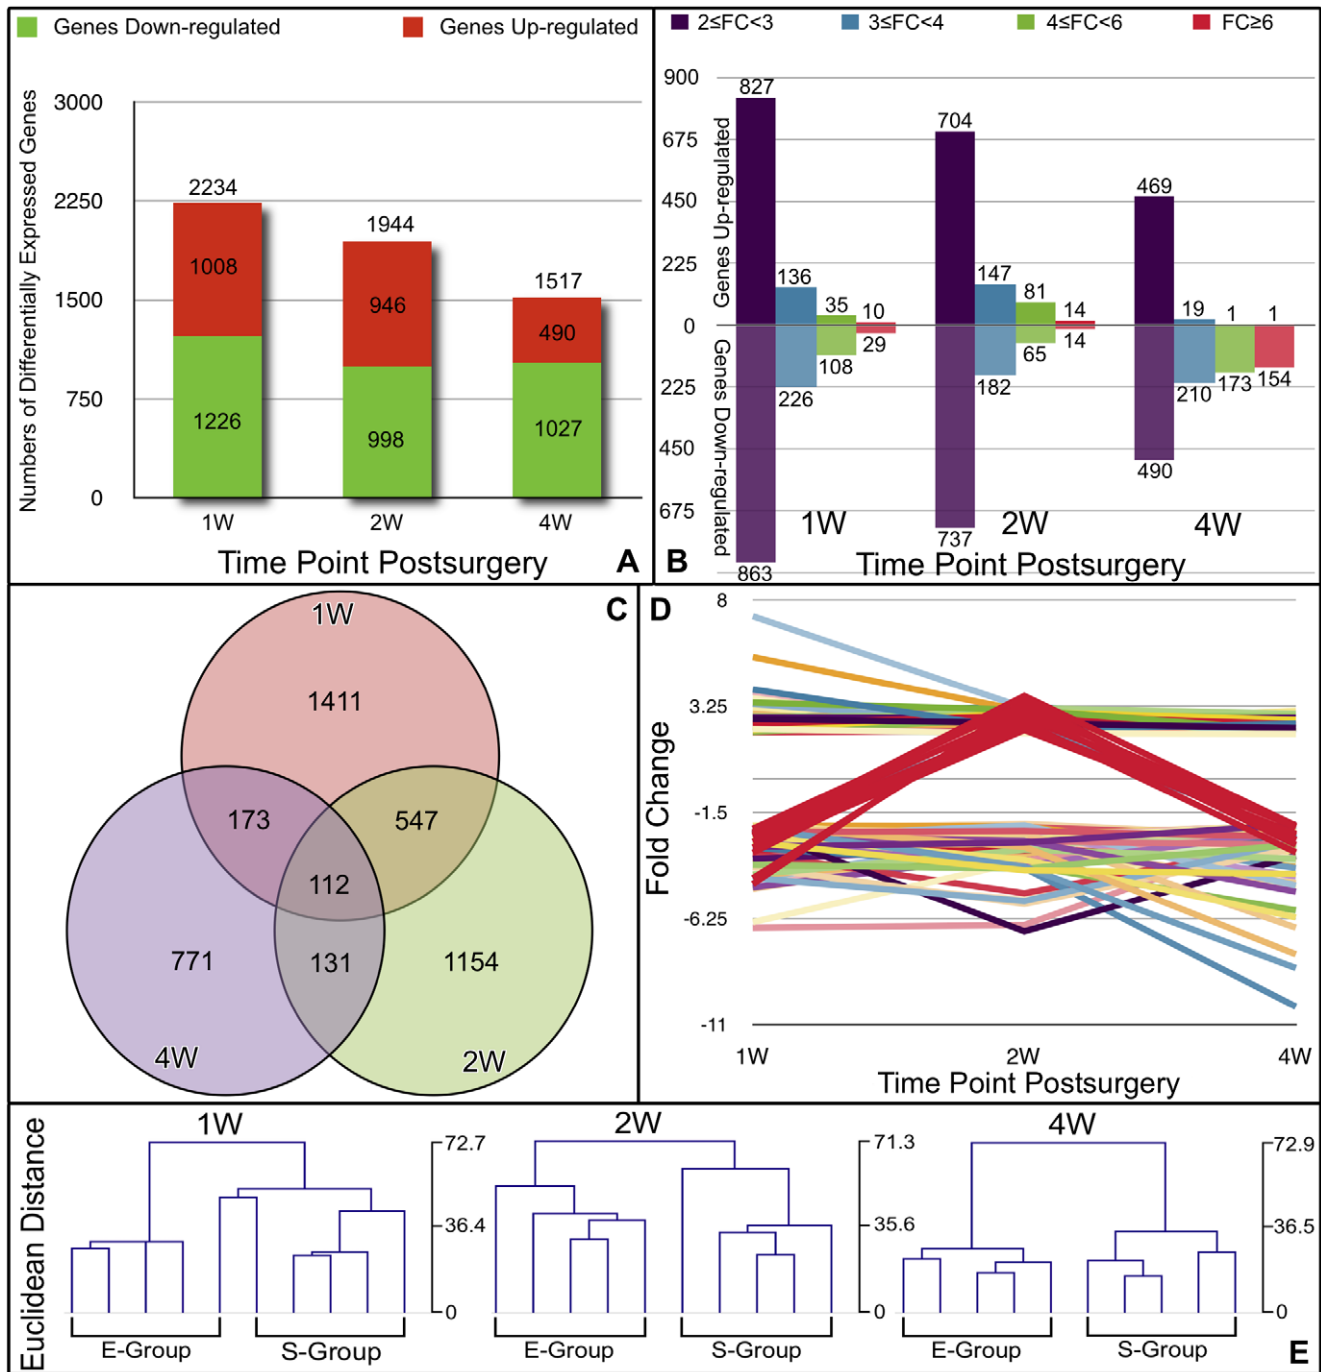 Genes Down-regulated
Genes Up-regulated
Numbers of Differentially Expressed Genes
3000
2250
1500
750
0
2234
1008
1226
1944
946
998
1517
490
1027
1W
2W
4W
Time Point Postsurgery
A
2≤FC<3
3≤FC<4
4≤FC<6
FC≥6
900
675
450
225
0
225
450
675
Genes Up-regulated
Genes Down-regulated
827
136
35
10
863
226
108
29
704
147
81
14
737
182
65
14
469
19
1
1
490
210
173
154
1W
2W
4W
B
Time Point Postsurgery
C
1W
1411
173
547
112
771
131
1154
4W
2W
D
Fold Change
8
3.25
-1.5
-6.25
-11
1W
2W
4W
Time Point Postsurgery
Euclidean Distance
1W
72.7
36.4
0
E-Group
S-Group
2W
71.3
35.6
0
E-Group
S-Group
4W
72.9
36.5
0
E-Group
S-Group
E